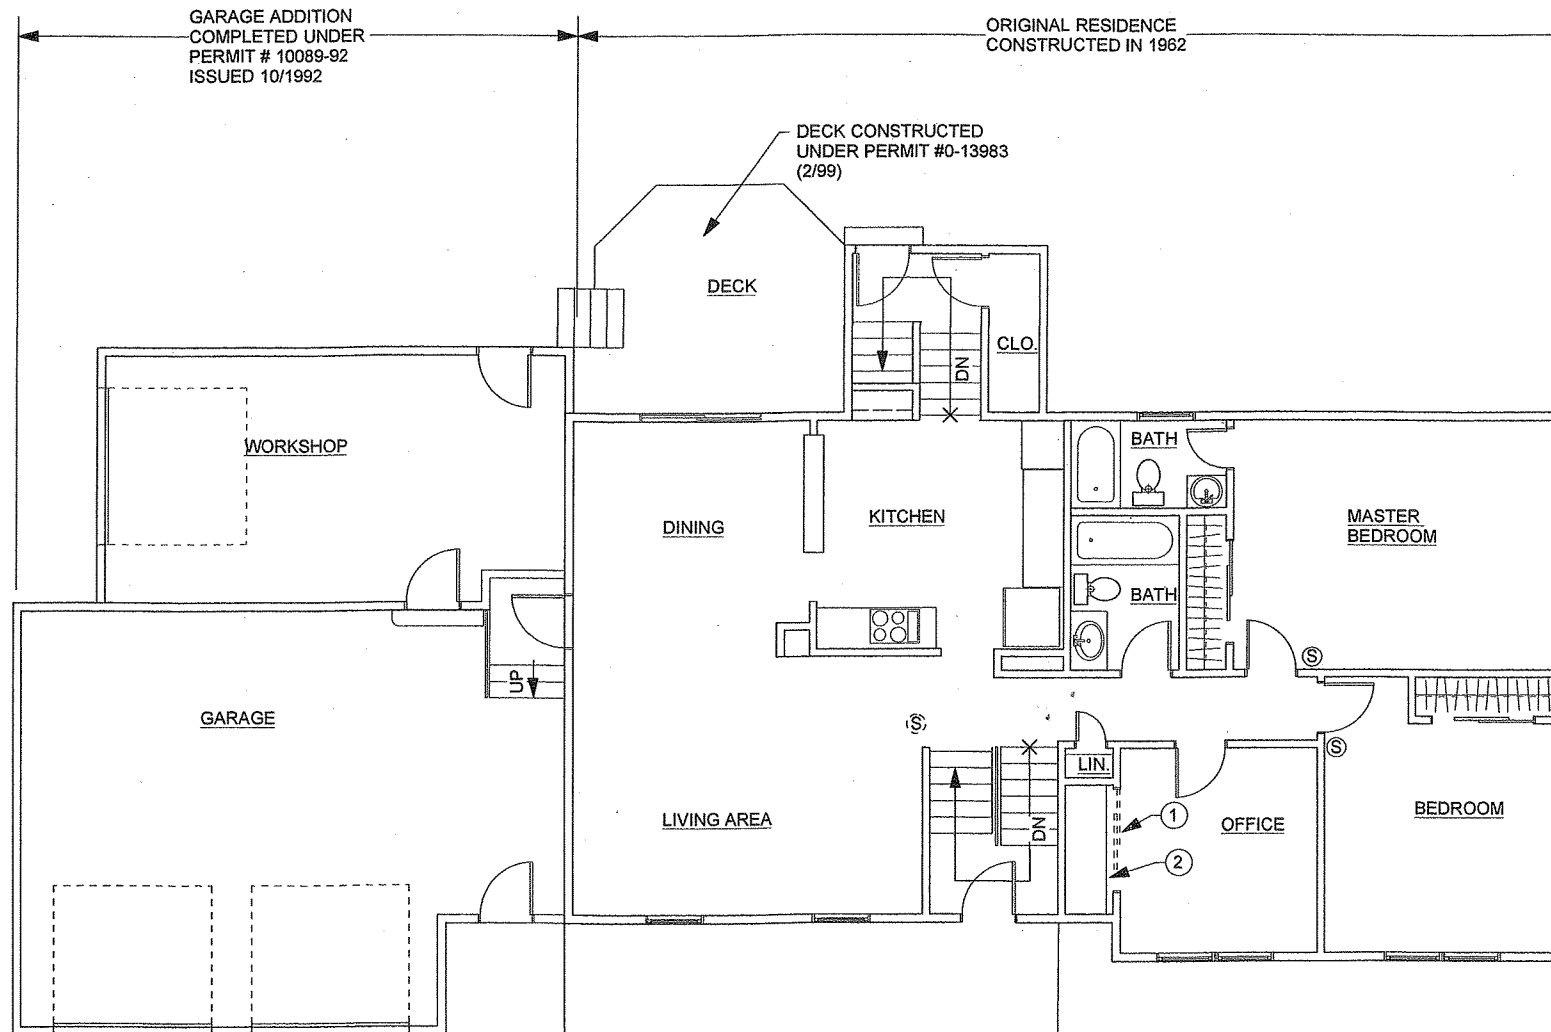 GARAGE ADDITION
COMPLETED UNDER
PERMIT # 10089-92
ISSUED 10/1992
ORIGINAL RESIDENCE
CONSTRUCTED IN 1962
DECK CONSTRUCTED
UNDER PERMIT #0-13983
(2/99)
DECK
CLO.
DN
WORKSHOP
BATH
DINING
KITCHEN
MASTER
BEDROOM
BATH
S
UP
GARAGE
S
S
LIN.
LIVING AREA
DN
1
OFFICE
BEDROOM
2